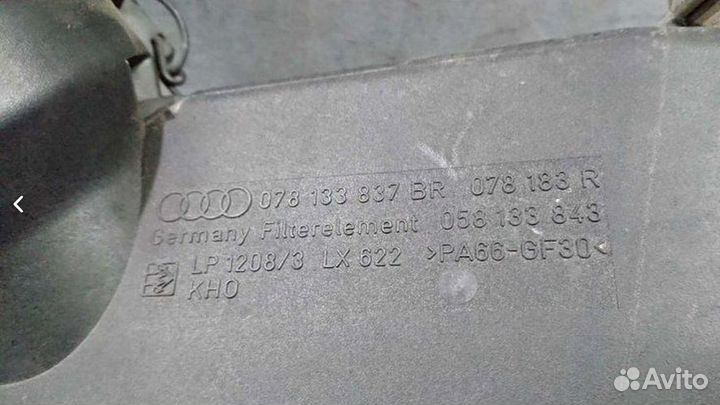 078 133 837 BR 078 183 R
Germany Filterelement 058 133 843
LP 1208/3 LX 622 >PA66-GF30<
KHO
Avito